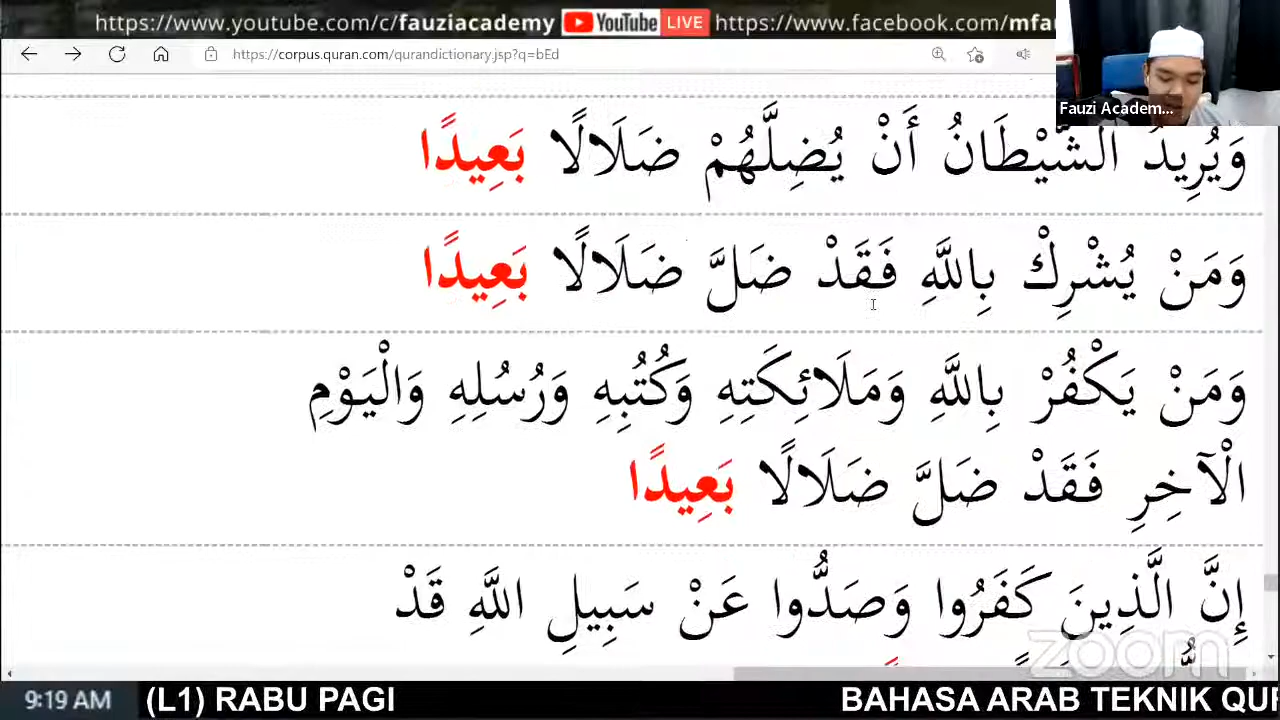 https://www.youtube.com/c/fauziacademy YouTube LIVE https://www.facebook.com/mfau
https://corpus.quran.com/qurandictionary.jsp?q=bEd
Fauzi Academ...
وَيُرِيدُ الشَّيْطَانُ أَنْ يُضِلَّهُمْ ضَلَالًا بَعِيدًا
وَمَنْ يُشْرِكْ بِاللَّهِ فَقَدْ ضَلَّ ضَلَالًا بَعِيدًا
وَمَنْ يَكْفُرْ بِاللَّهِ وَمَلَائِكَتِهِ وَكُتُبِهِ وَرُسُلِهِ وَالْيَوْمِ
الْآخِرِ فَقَدْ ضَلَّ ضَلَالًا بَعِيدًا
إِنَّ الَّذِينَ كَفَرُوا وَصَدُّوا عَنْ سَبِيلِ اللَّهِ قَدْ
zoom
9:19 AM (L1) RABU PAGI BAHASA ARAB TEKNIK QUR